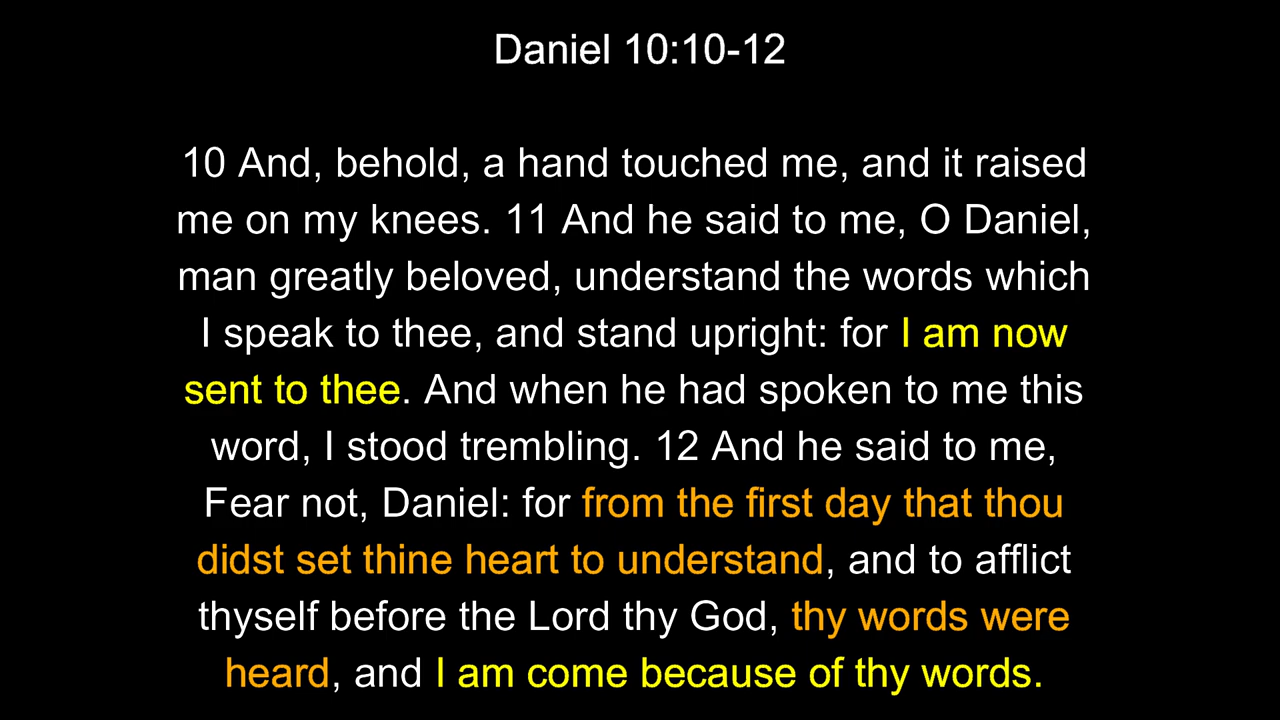 Daniel 10:10-12
10 And, behold, a hand touched me, and it raised
me on my knees. 11 And he said to me, O Daniel,
man greatly beloved, understand the words which
I speak to thee, and stand upright: for I am now
sent to thee. And when he had spoken to me this
word, I stood trembling. 12 And he said to me,
Fear not, Daniel: for from the first day that thou
didst set thine heart to understand, and to afflict
thyself before the Lord thy God, thy words were
heard, and I am come because of thy words.